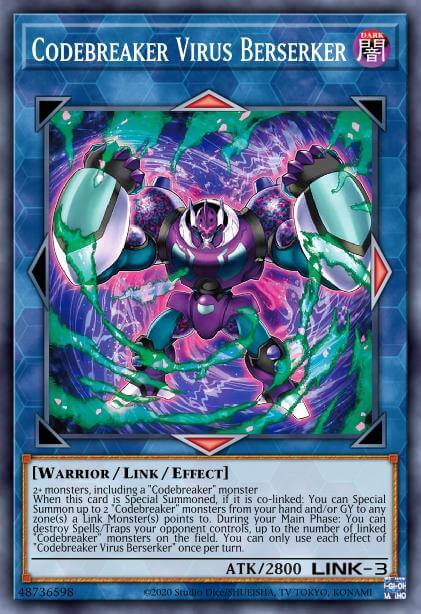 CODEBREAKER VIRUS BERSERKER
DARK
闇
[WARRIOR / LINK / EFFECT]
2+ monsters, including a "Codebreaker" monster
When this card is Special Summoned, if it is co-linked: You can Special
Summon up to 2 "Codebreaker" monsters from your hand and/or GY to any
zone(s) a Link Monster(s) points to. During your Main Phase: You can
destroy Spells/Traps your opponent controls, up to the number of linked
"Codebreaker" monsters on the field. You can only use each effect of
"Codebreaker Virus Berserker" once per turn.
ATK/2800 LINK-3
48736598 ©2020 Studio Dice/SHUEISHA, TV TOKYO, KONAMI